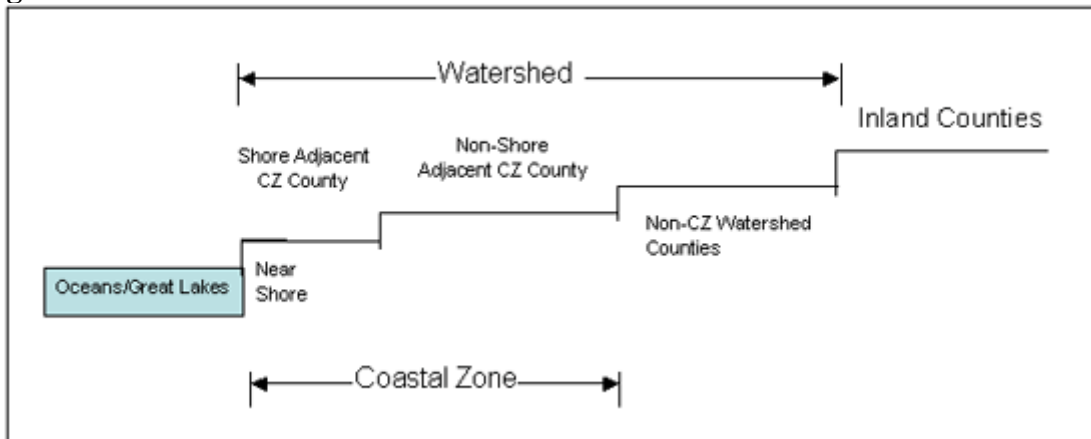 Watershed
Inland Counties
Shore Adjacent
CZ County
Non-Shore
Adjacent CZ County
Non-CZ Watershed
Counties
Near
Shore
Oceans/Great Lakes
Coastal Zone